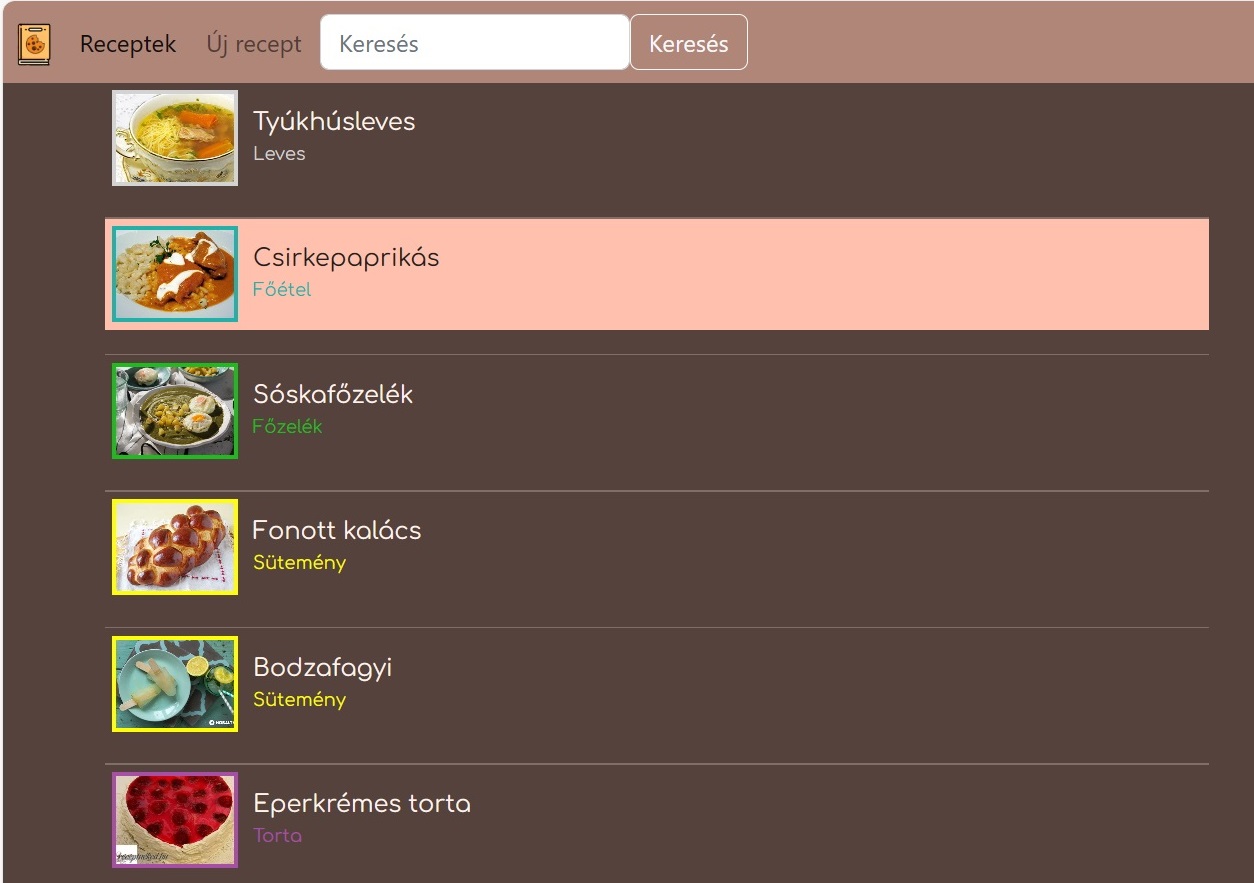 Receptek Új recept Keresés Keresés
Tyúkhúsleves
Leves
Csirkepaprikás
Főétel
Sóskafőzelék
Főzelék
Fonott kalács
Sütemény
Bodzafagyi
Sütemény
Eperkrémes torta
Torta